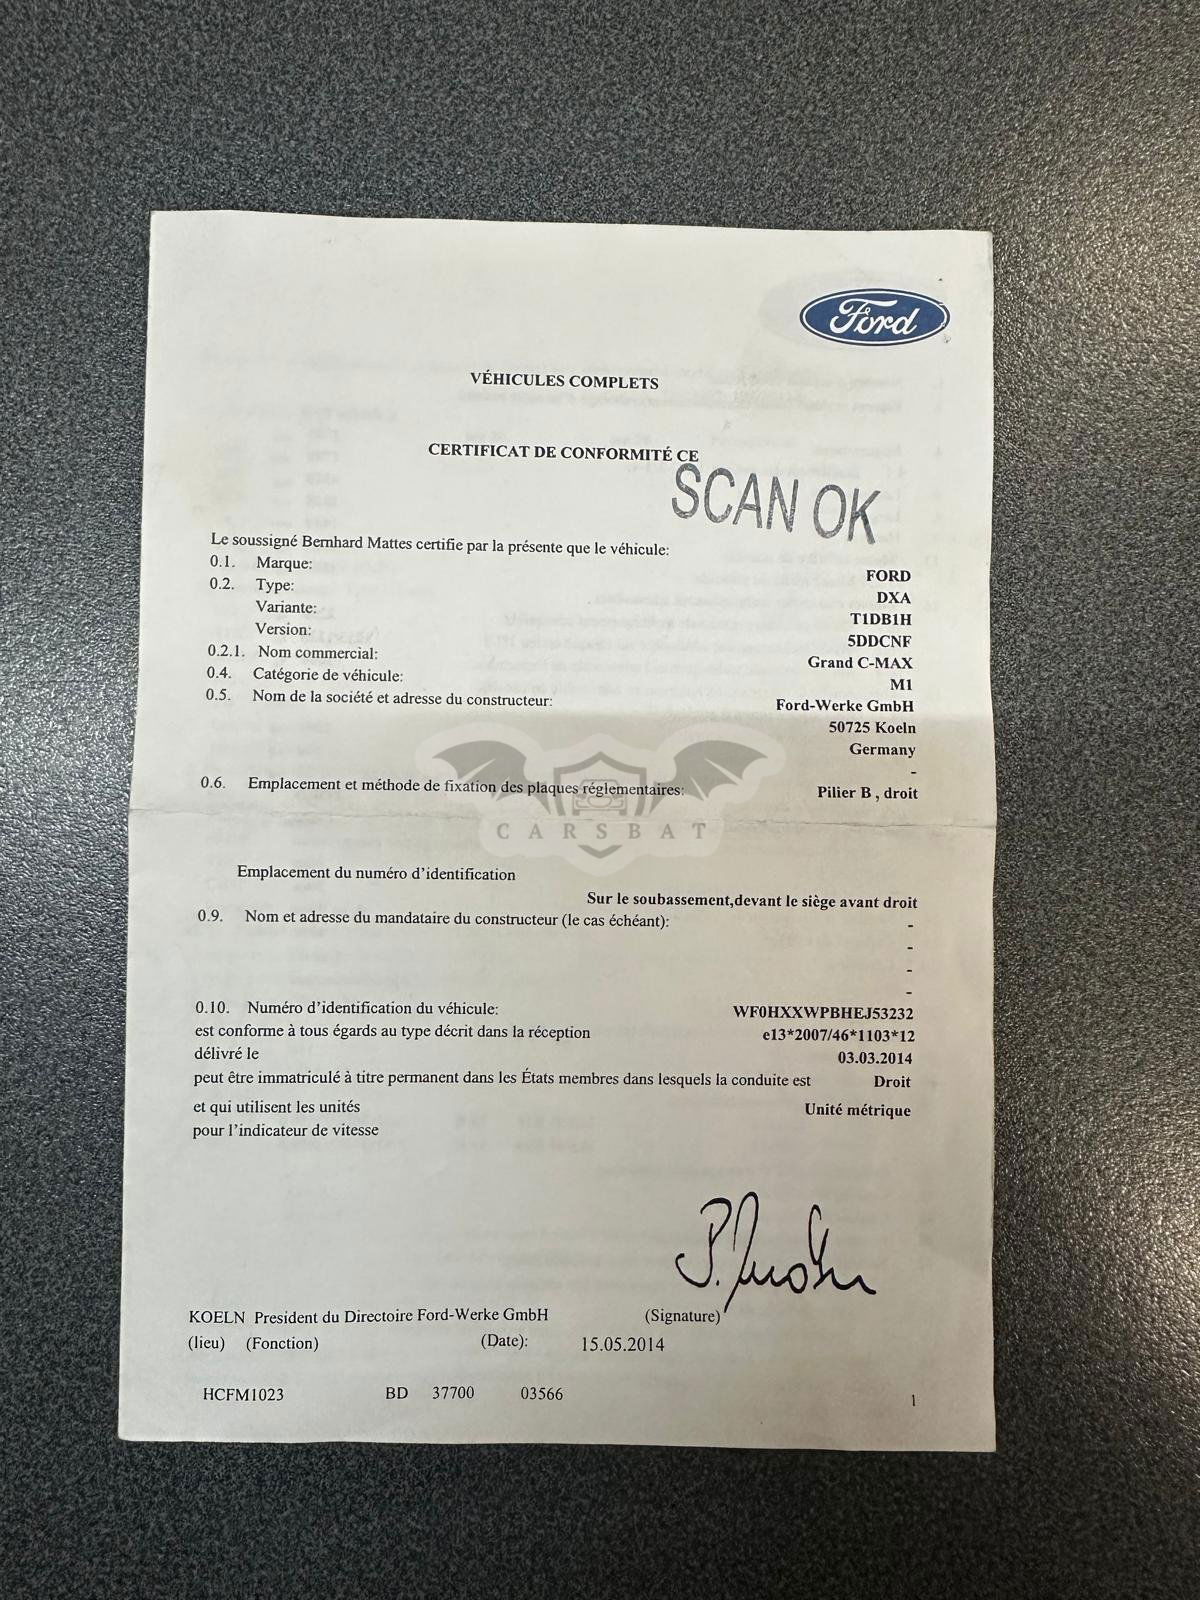 Ford
VÉHICULES COMPLETS
CERTIFICAT DE CONFORMITÉ CE
SCAN OK
Le soussigné Bernhard Mattes certifie par la présente que le véhicule:
0.1. Marque: FORD
0.2. Type: DXA
Variante: T1DB1H
Version: 5DDCNF
0.2.1. Nom commercial: Grand C-MAX
0.4. Catégorie de véhicule: M1
0.5. Nom de la société et adresse du constructeur: Ford-Werke GmbH
50725 Koeln
Germany
-
0.6. Emplacement et méthode de fixation des plaques réglementaires: Pilier B , droit
CARSBAT
Emplacement du numéro d'identification
Sur le soubassement,devant le siège avant droit
0.9. Nom et adresse du mandataire du constructeur (le cas échéant): -
-
-
-
0.10. Numéro d'identification du véhicule: WF0HXXWPBHEJ53232
est conforme à tous égards au type décrit dans la réception e13*2007/46*1103*12
délivré le 03.03.2014
peut être immatriculé à titre permanent dans les États membres dans lesquels la conduite est Droit
et qui utilisent les unités Unité métrique
pour l'indicateur de vitesse
KOELN President du Directoire Ford-Werke GmbH (Signature)
(lieu) (Fonction) (Date): 15.05.2014
HCFM1023 BD 37700 03566 1